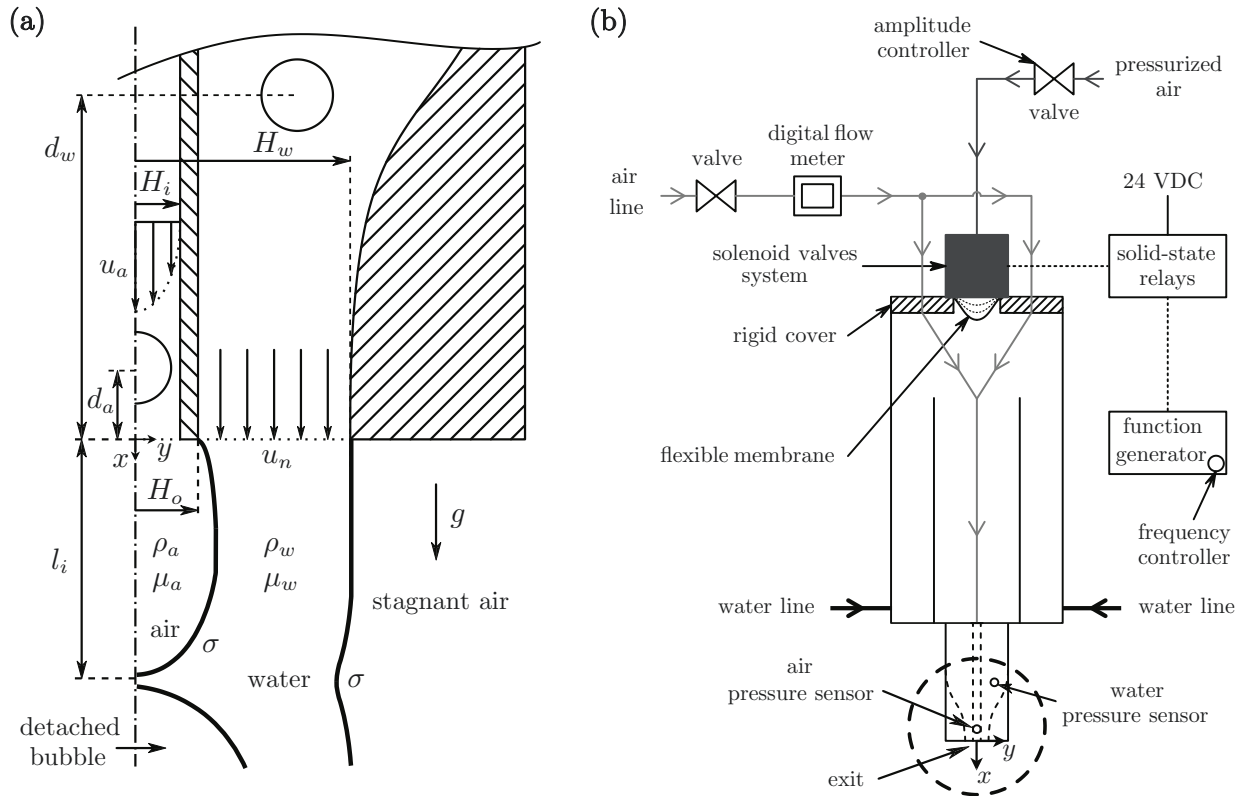 (a)
d_w
H_w
H_i
u_a
d_a
x
y
u_n
H_o
l_i
ρ_a
μ_a
air
σ
ρ_w
μ_w
water
σ
g
stagnant air
detached
bubble
(b)
amplitude
controller
pressurized
air
valve
digital flow
meter
valve
air
line
24 VDC
solenoid valves
system
solid-state
relays
rigid cover
flexible membrane
function
generator
frequency
controller
water line
water line
air
pressure sensor
water
pressure sensor
y
x
exit